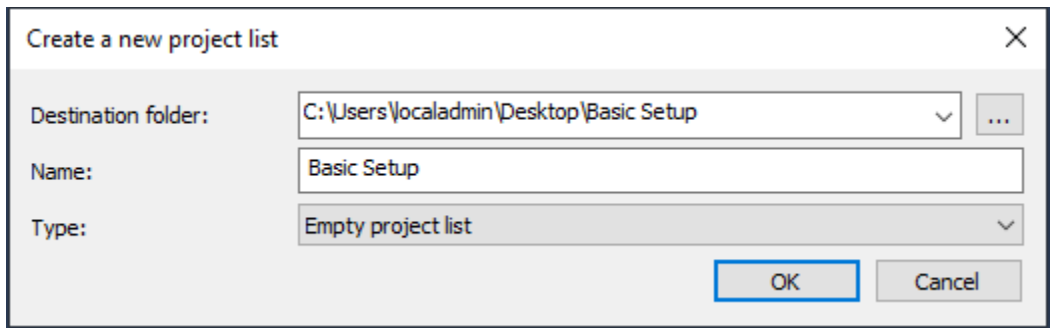 Create a new project list
Destination folder: C:\Users\localadmin\Desktop\Basic Setup ...
Name: Basic Setup
Type: Empty project list
OK Cancel